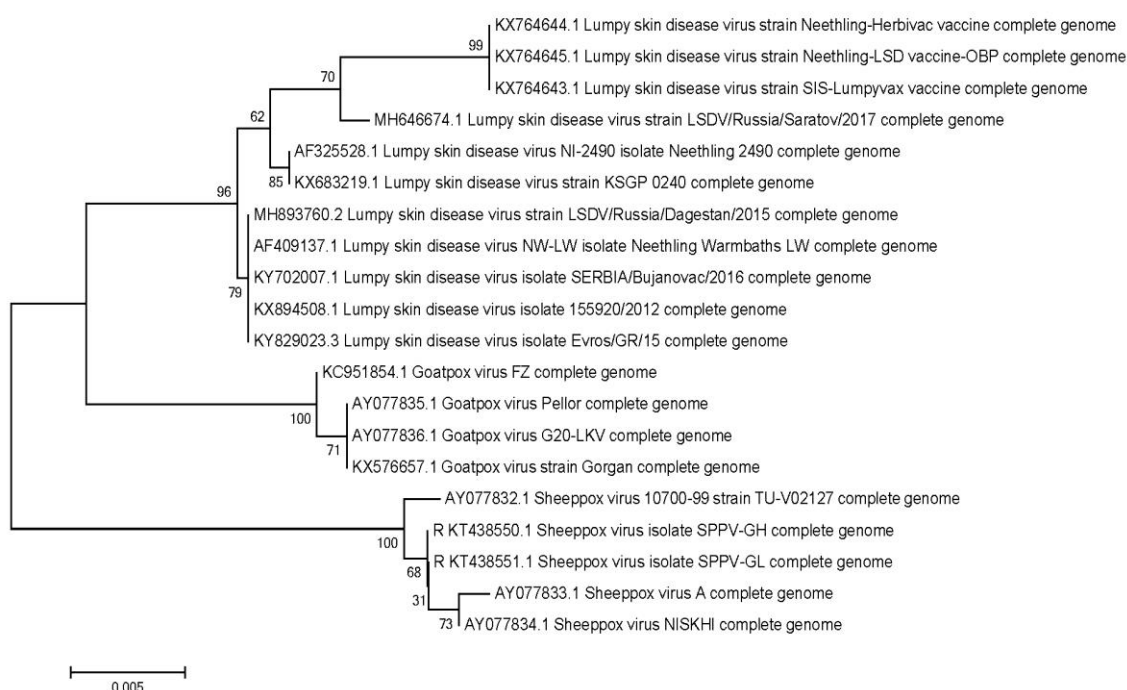 KX764644.1 Lumpy skin disease virus strain Neethling-Herbivac vaccine complete genome
99
KX764645.1 Lumpy skin disease virus strain Neethling-LSD vaccine-OBP complete genome
70
KX764643.1 Lumpy skin disease virus strain SIS-Lumpyvax vaccine complete genome
62
MH646674.1 Lumpy skin disease virus strain LSDV/Russia/Saratov/2017 complete genome
AF325528.1 Lumpy skin disease virus NI-2490 isolate Neethling 2490 complete genome
85
KX683219.1 Lumpy skin disease virus strain KSGP 0240 complete genome
96
MH893760.2 Lumpy skin disease virus strain LSDV/Russia/Dagestan/2015 complete genome
AF409137.1 Lumpy skin disease virus NW-LW isolate Neethling Warmbaths LW complete genome
KY702007.1 Lumpy skin disease virus isolate SERBIA/Bujanovac/2016 complete genome
79
KX894508.1 Lumpy skin disease virus isolate 155920/2012 complete genome
KY829023.3 Lumpy skin disease virus isolate Evros/GR/15 complete genome
KC951854.1 Goatpox virus FZ complete genome
100
AY077835.1 Goatpox virus Pellor complete genome
AY077836.1 Goatpox virus G20-LKV complete genome
71
KX576657.1 Goatpox virus strain Gorgan complete genome
AY077832.1 Sheeppox virus 10700-99 strain TU-V02127 complete genome
R KT438550.1 Sheeppox virus isolate SPPV-GH complete genome
100
R KT438551.1 Sheeppox virus isolate SPPV-GL complete genome
68
AY077833.1 Sheeppox virus A complete genome
31
73
AY077834.1 Sheeppox virus NISKHI complete genome
0.005